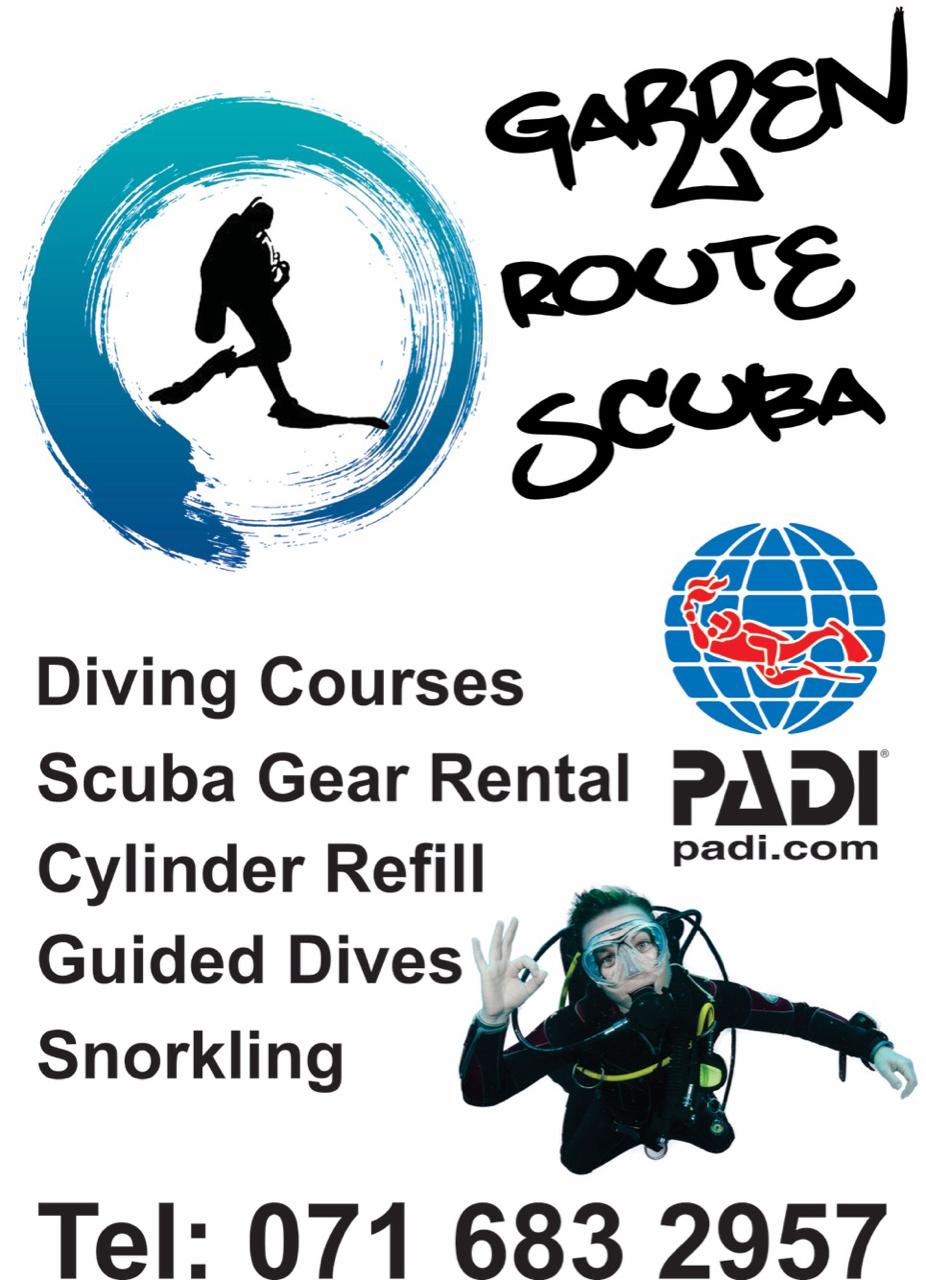 GARDEN
ROUTE
SCUBA
Diving Courses
Scuba Gear Rental
Cylinder Refill
Guided Dives
Snorkling
PADI®
padi.com
Tel: 071 683 2957